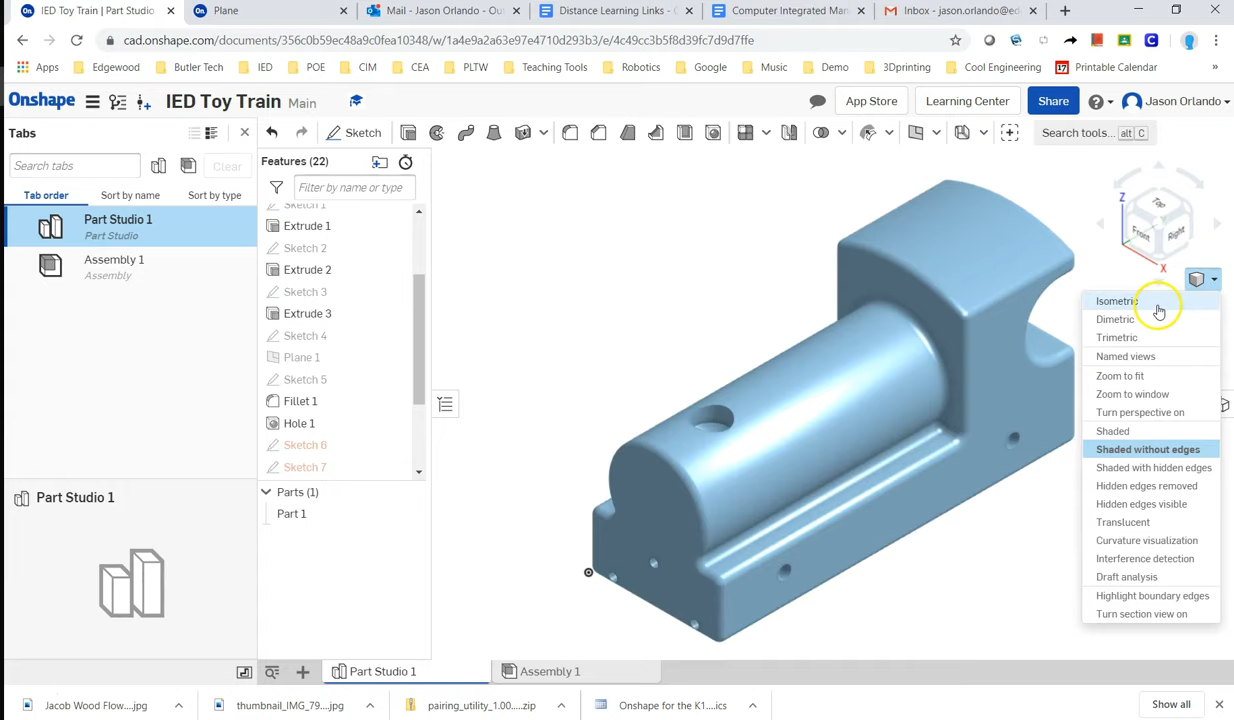 IED Toy Train | Part Studio
Plane
Mail - Jason Orlando - Out
Distance Learning Links - G
Computer Integrated Man
Inbox - jason.orlando@ed
cad.onshape.com/documents/356c0b59ec48a9c0fea10348/w/1a4e9a2a63e97e4710d293b3/e/4c49cc3b5f8d39fc7d9d7ffe
Apps
Edgewood
Butler Tech
IED
POE
CIM
CEA
PLTW
Teaching Tools
Robotics
Google
Music
Demo
3Dprinting
Cool Engineering
17
Printable Calendar
Onshape
IED Toy Train Main
App Store
Learning Center
Share
Jason Orlando
Tabs
Sketch
Search tools...
alt C
Search tabs
Clear
Features (22)
Filter by name or type
Tab order
Sort by name
Sort by type
Part Studio 1
Part Studio
Assembly 1
Assembly
Sketch 1
Extrude 1
Sketch 2
Extrude 2
Sketch 3
Extrude 3
Sketch 4
Plane 1
Sketch 5
Fillet 1
Hole 1
Sketch 6
Sketch 7
Parts (1)
Part 1
Part Studio 1
Z
Top
Front
Right
Y
X
Isometric
Dimetric
Trimetric
Named views
Zoom to fit
Zoom to window
Turn perspective on
Shaded
Shaded without edges
Shaded with hidden edges
Hidden edges removed
Hidden edges visible
Translucent
Curvature visualization
Interference detection
Draft analysis
Highlight boundary edges
Turn section view on
Part Studio 1
Assembly 1
Jacob Wood Flow....jpg
thumbnail_IMG_79...jpg
pairing_utility_1.00....zip
Onshape for the K1....ics
Show all